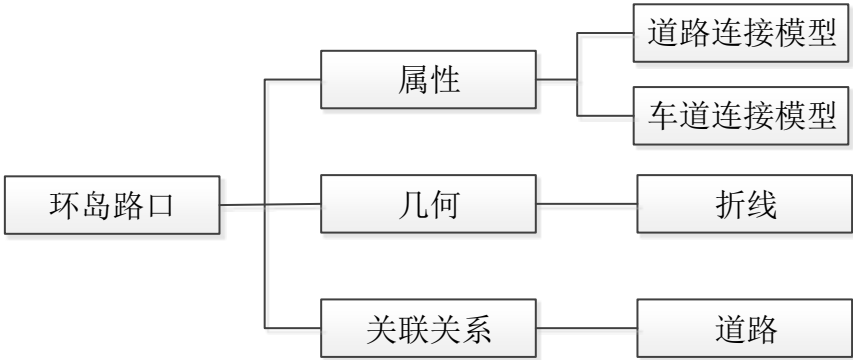 环岛路口
属性
道路连接模型
车道连接模型
几何
折线
关联关系
道路